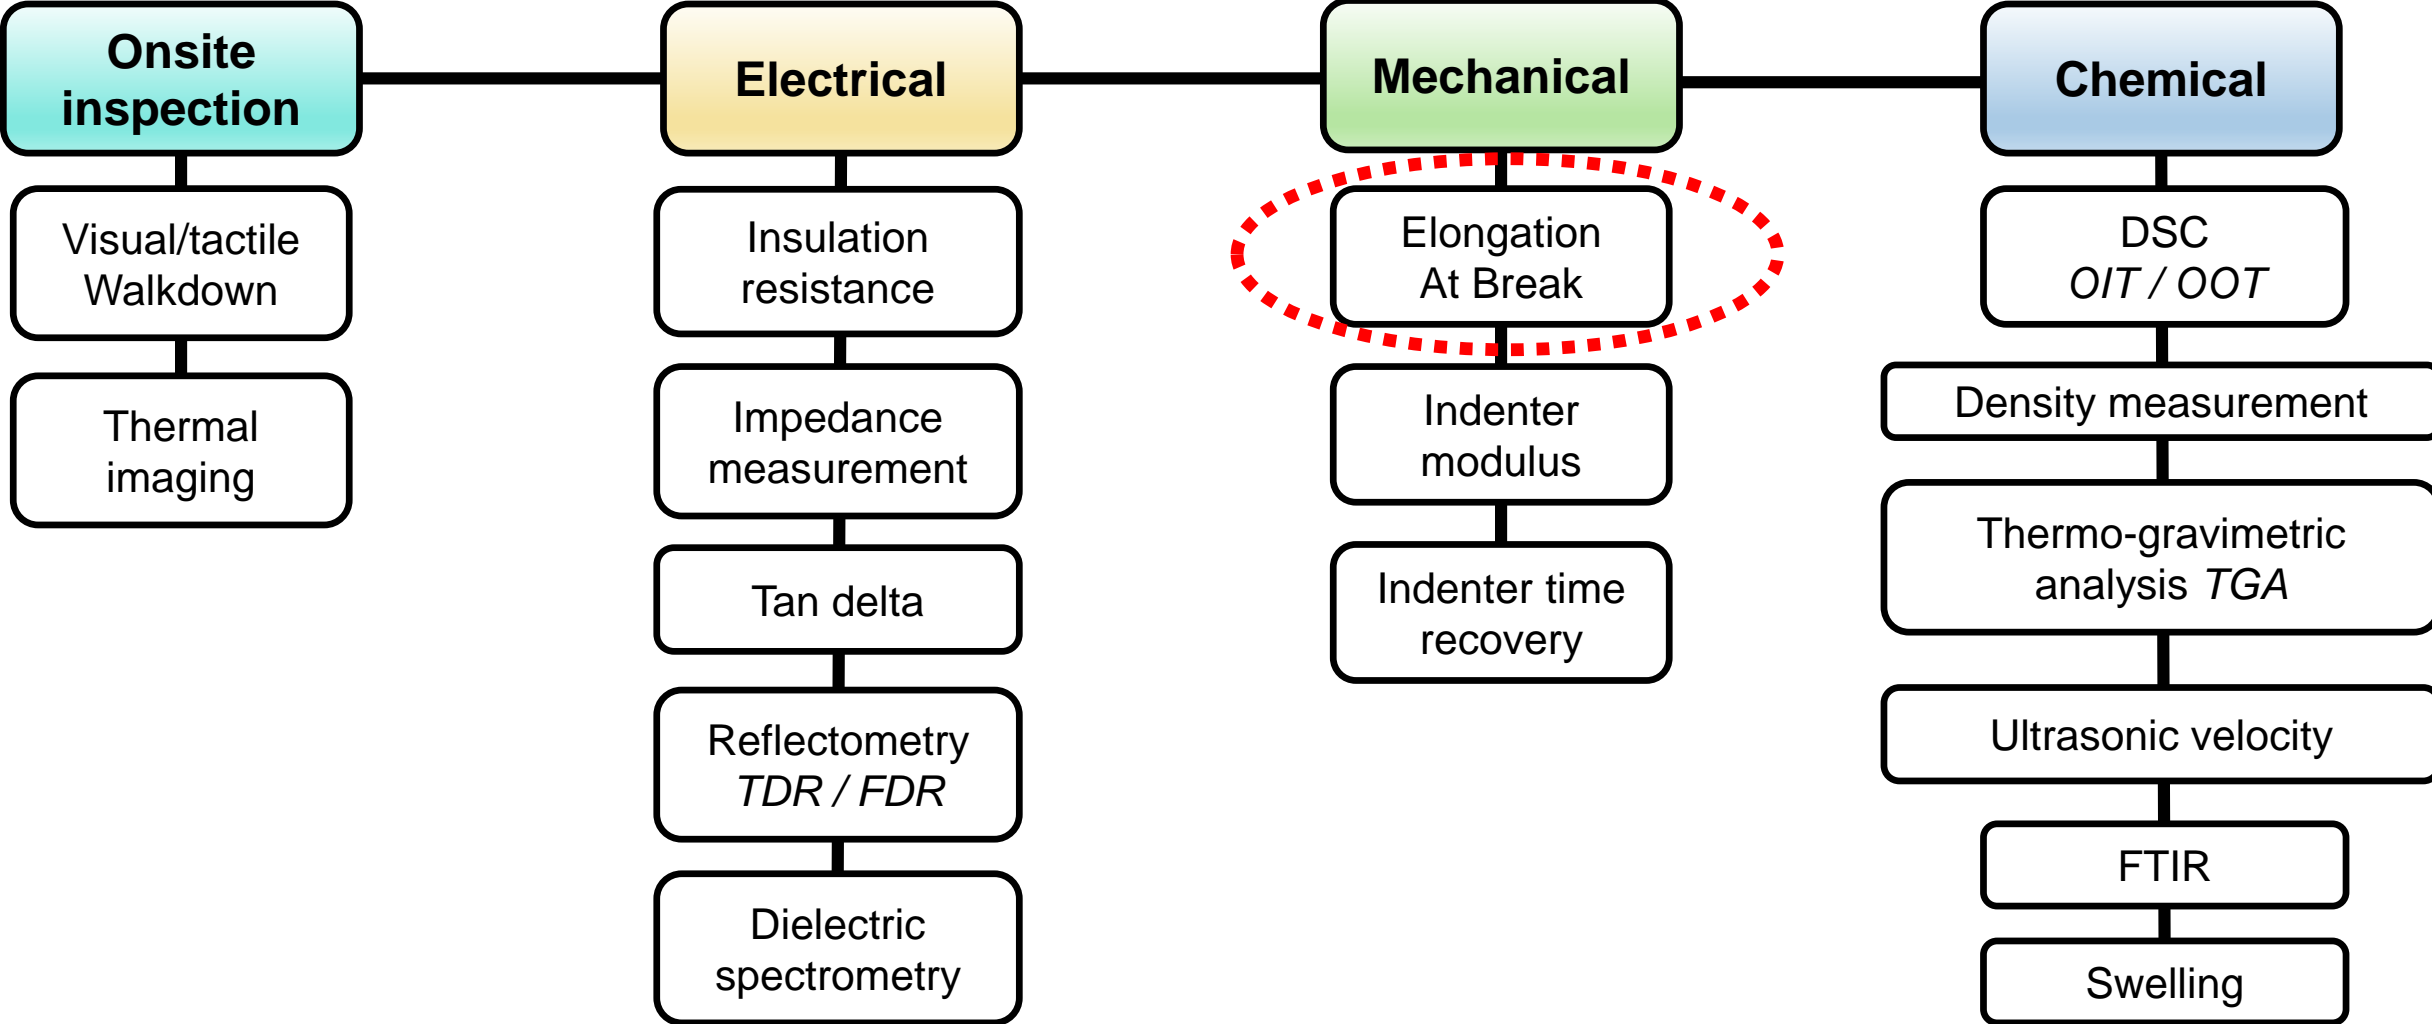 Onsite
inspection
Visual/tactile
Walkdown
Thermal
imaging
Electrical
Insulation
resistance
Impedance
measurement
Tan delta
Reflectometry
TDR / FDR
Dielectric
spectrometry
Mechanical
Elongation
At Break
Indenter
modulus
Indenter time
recovery
Chemical
DSC
OIT / OOT
Density measurement
Thermo-gravimetric
analysis TGA
Ultrasonic velocity
FTIR
Swelling